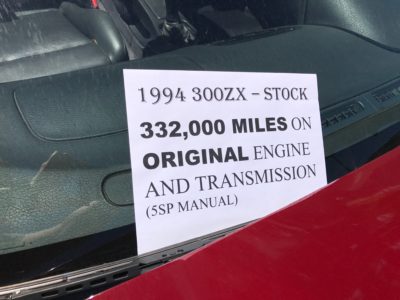 1994 300ZX – STOCK
332,000 MILES ON
ORIGINAL ENGINE
AND TRANSMISSION
(5SP MANUAL)